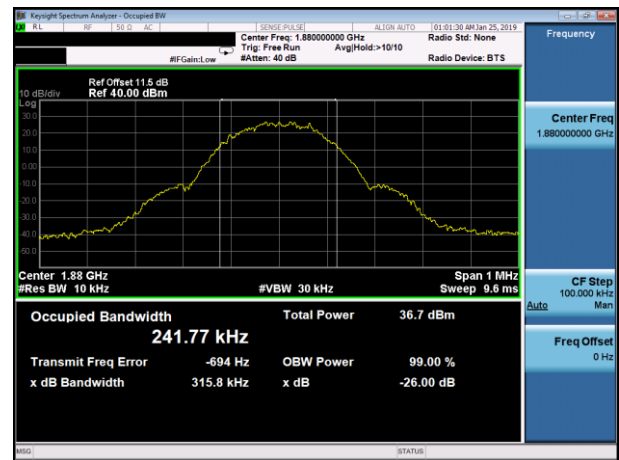 Keysight Spectrum Analyzer - Occupied BW
RL RF 50 Ω AC SENSE:PULSE ALIGN AUTO 01:01:30 AM Jan 25, 2019
Center Freq: 1.880000000 GHz Radio Std: None
Trig: Free Run Avg|Hold:>10/10
#IFGain:Low #Atten: 40 dB Radio Device: BTS
Frequency
Ref Offset 11.5 dB
10 dB/div Ref 40.00 dBm
Log
30.0
20.0
10.0
0.00
10.0
20.0
30.0
40.0
50.0
Center 1.88 GHz Span 1 MHz
#Res BW 10 kHz #VBW 30 kHz Sweep 9.6 ms
Center Freq
1.880000000 GHz
CF Step
100.000 kHz
Auto Man
Freq Offset
0 Hz
Occupied Bandwidth Total Power 36.7 dBm
241.77 kHz
Transmit Freq Error -694 Hz OBW Power 99.00 %
x dB Bandwidth 315.8 kHz x dB -26.00 dB
MSG STATUS